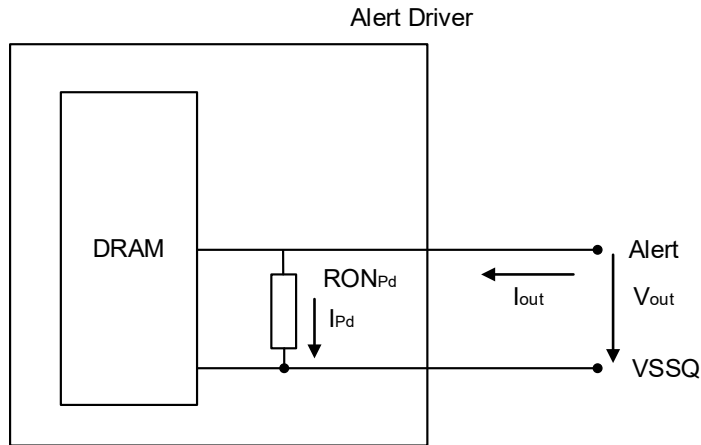 Alert Driver
DRAM
Alert
RONPd
Iout
Vout
IPd
VSSQ